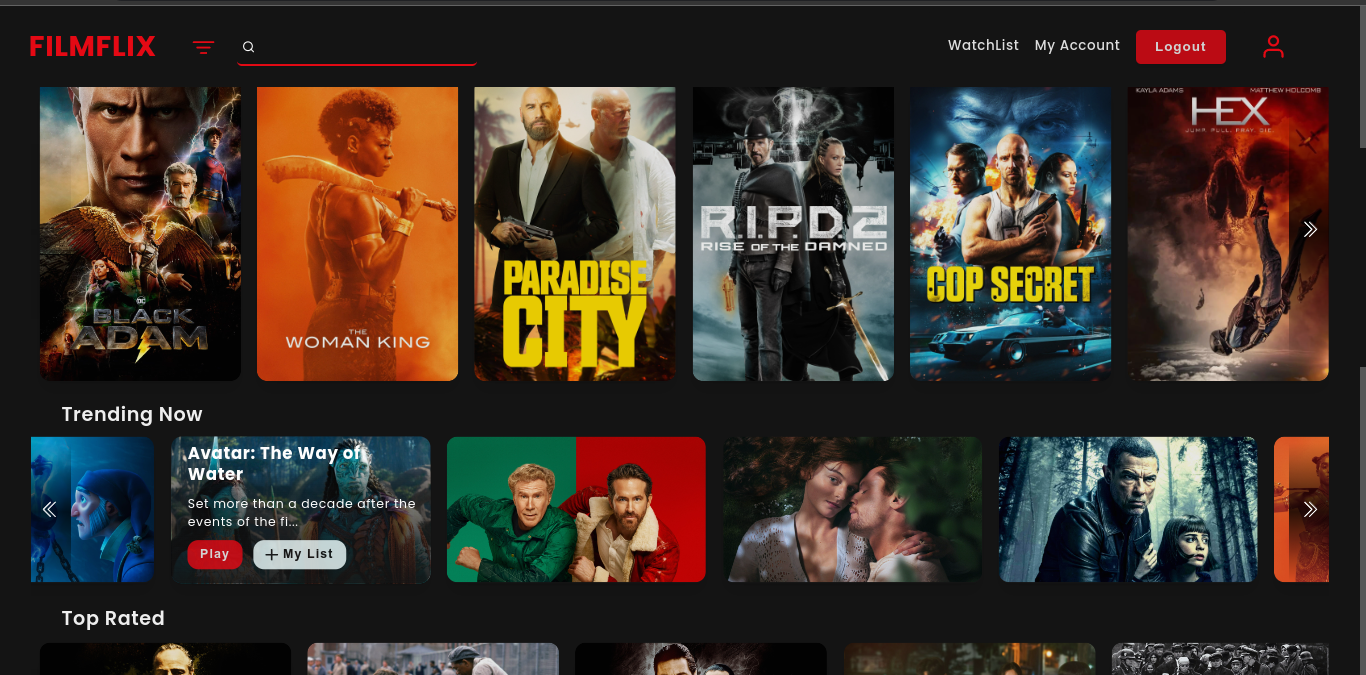 FILMFLIX
WatchList
My Account
Logout
KAYLA ADAMS MATTHEW HOLCOMB
HEX
JUMP. PULL. PRAY. DIE.
DC
BLACK
ADAM
THE
WOMAN KING
PARADISE
CITY
R.I.P.D.2
RISE OF THE DAMNED
COP SECRET
Trending Now
Avatar: The Way of
Water
Set more than a decade after the
events of the fi...
Play
My List
Top Rated